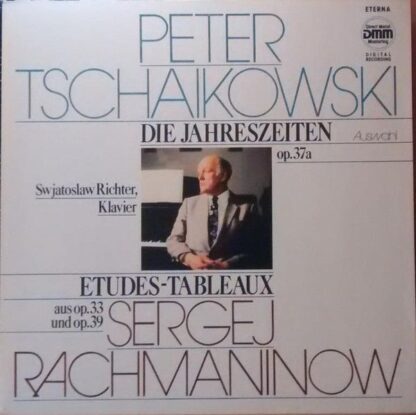 ETERNA
Direct Metal
DMM
Mastering
DIGITAL
RECORDING
PETER
TSCHAIKOWSKI
DIE JAHRESZEITEN Auswahl
op.37a
Swjatoslaw Richter,
Klavier
ETUDES-TABLEAUX
aus op.33
und op.39
SERGEJ
RACHMANINOW